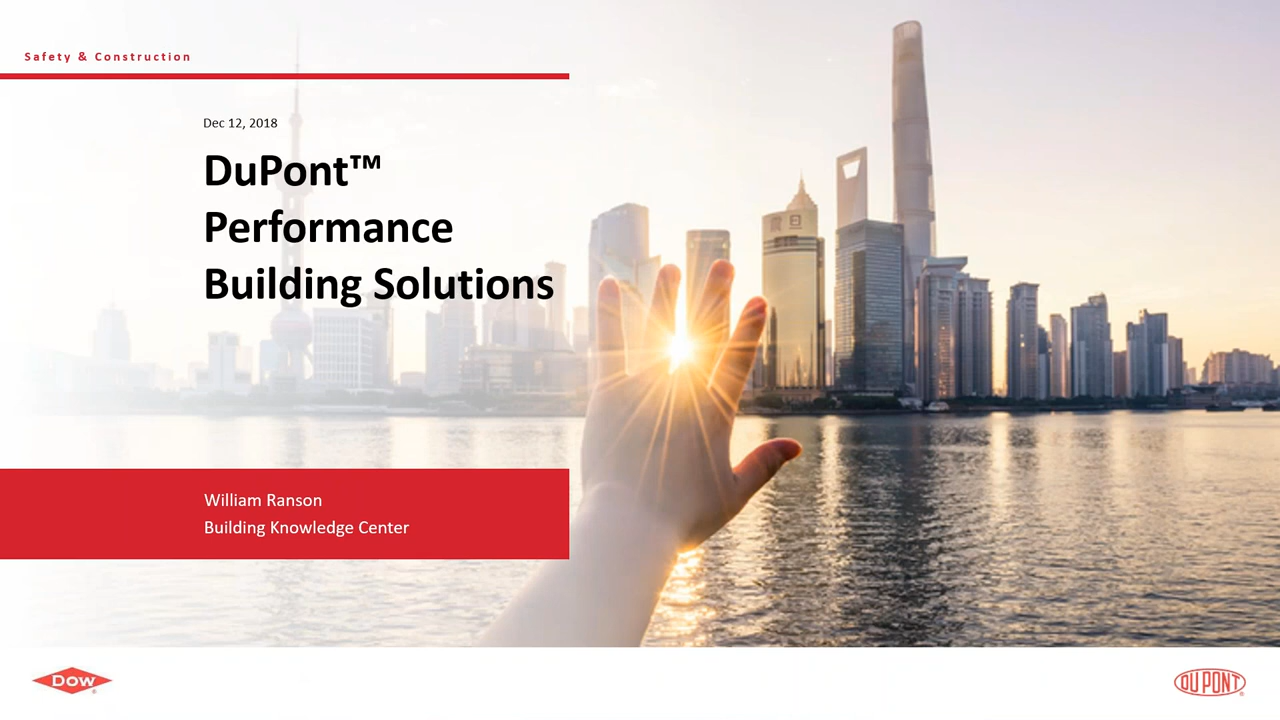 Safety & Construction
Dec 12, 2018
DuPont™
Performance
Building Solutions
William Ranson
Building Knowledge Center
Dow®
DUPONT®